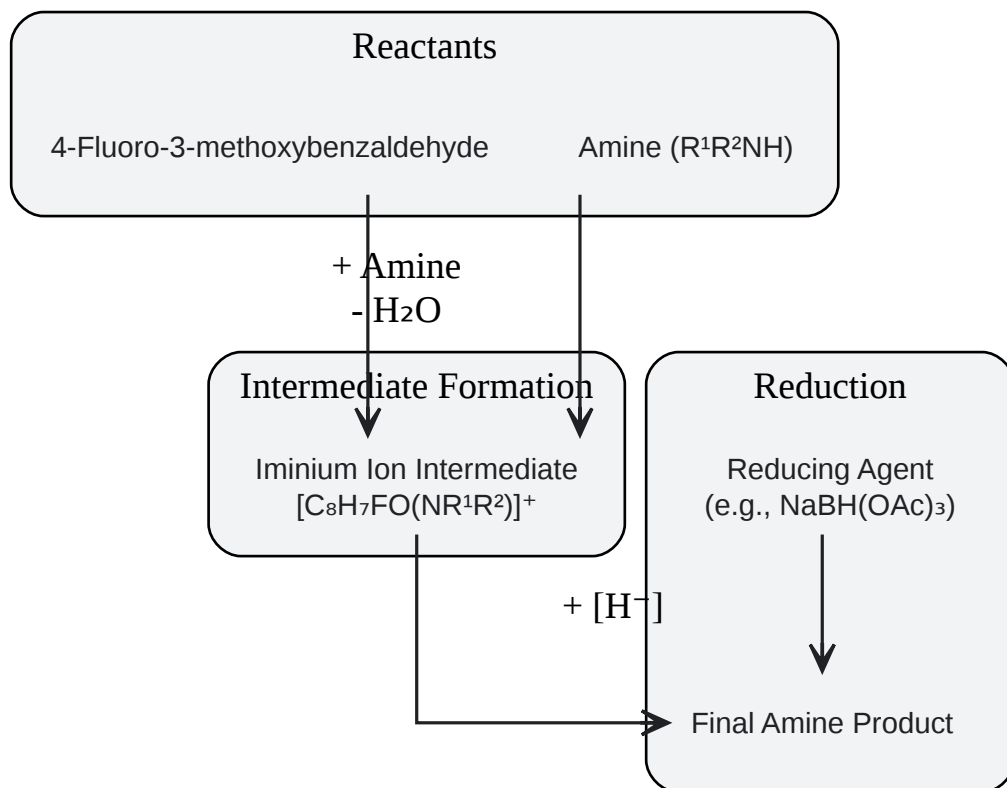 Reactants
4-Fluoro-3-methoxybenzaldehyde
Amine (R¹R²NH)
+ Amine
- H₂O
Intermediate Formation
Iminium Ion Intermediate
[C₈H₇FO(NR¹R²)]⁺
Reduction
Reducing Agent
(e.g., NaBH(OAc)₃)
+ [H⁻]
Final Amine Product